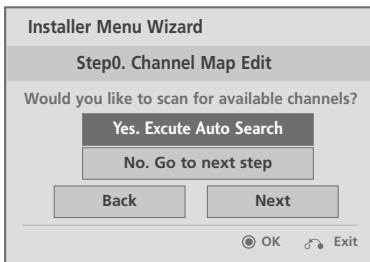 Installer Menu Wizard
Step0. Channel Map Edit
Would you like to scan for available channels?
Yes. Excute Auto Search
No. Go to next step
Back Next
OK Exit